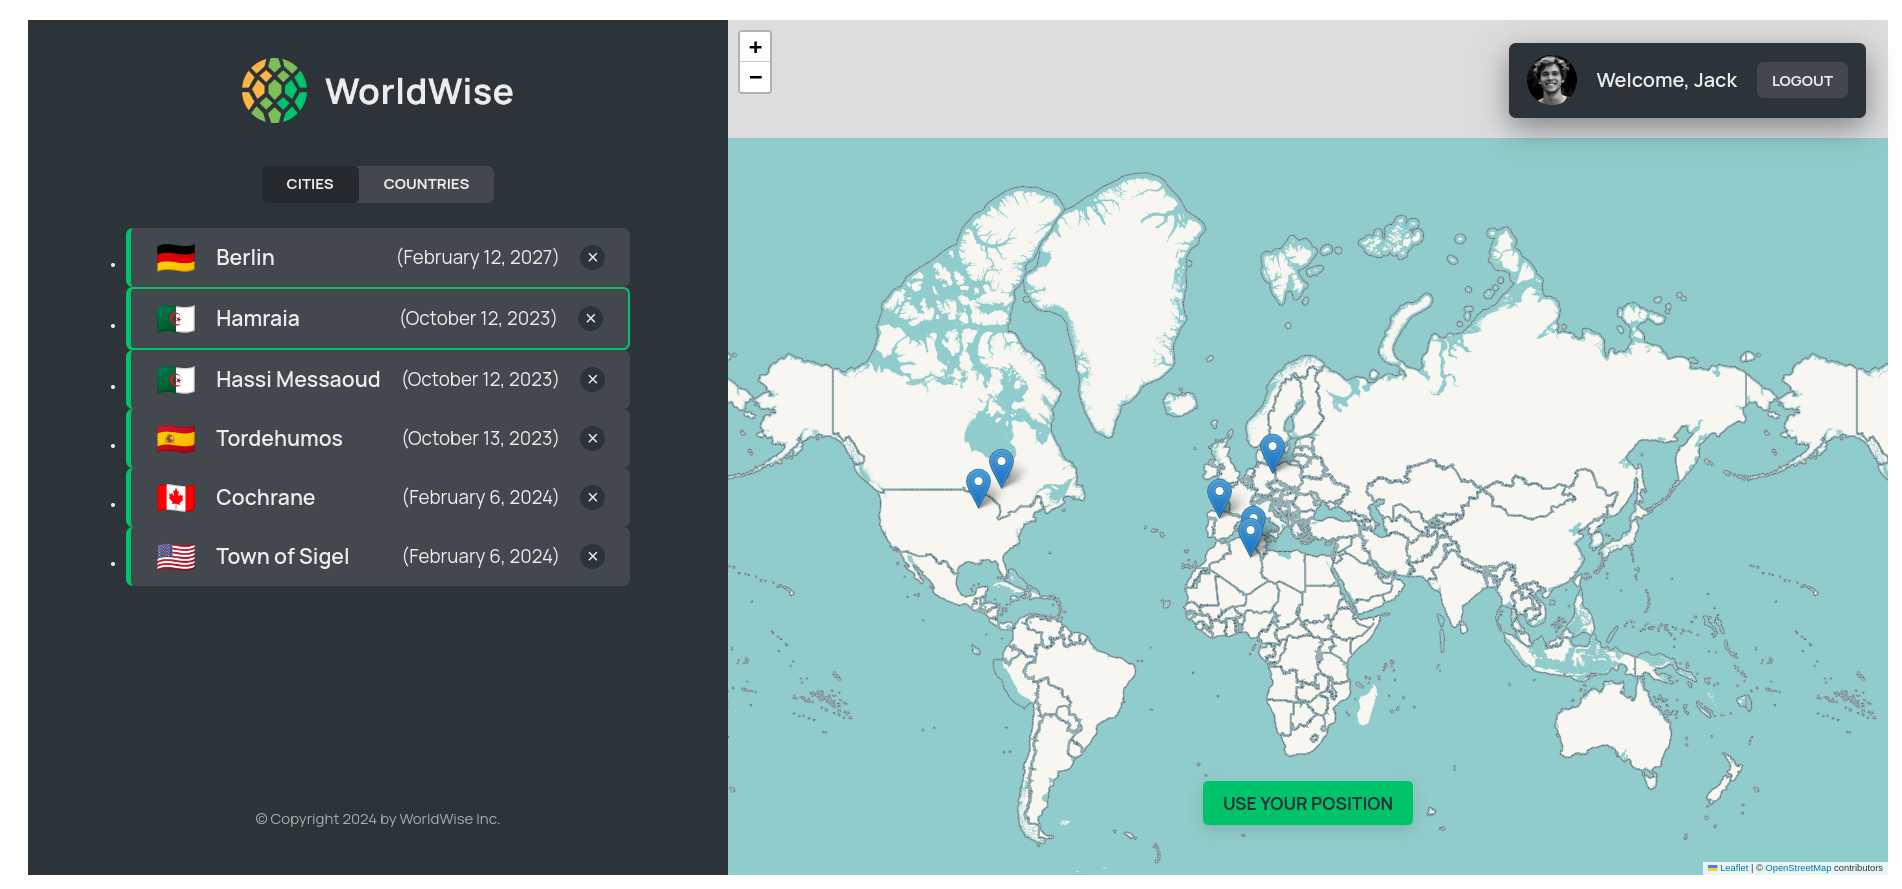 WorldWise
CITIES COUNTRIES
Berlin (February 12, 2027) ×
Hamraia (October 12, 2023) ×
Hassi Messaoud (October 12, 2023) ×
Tordehumos (October 13, 2023) ×
Cochrane (February 6, 2024) ×
Town of Sigel (February 6, 2024) ×
© Copyright 2024 by WorldWise Inc.
+
−
Welcome, Jack LOGOUT
USE YOUR POSITION
Leaflet | © OpenStreetMap contributors